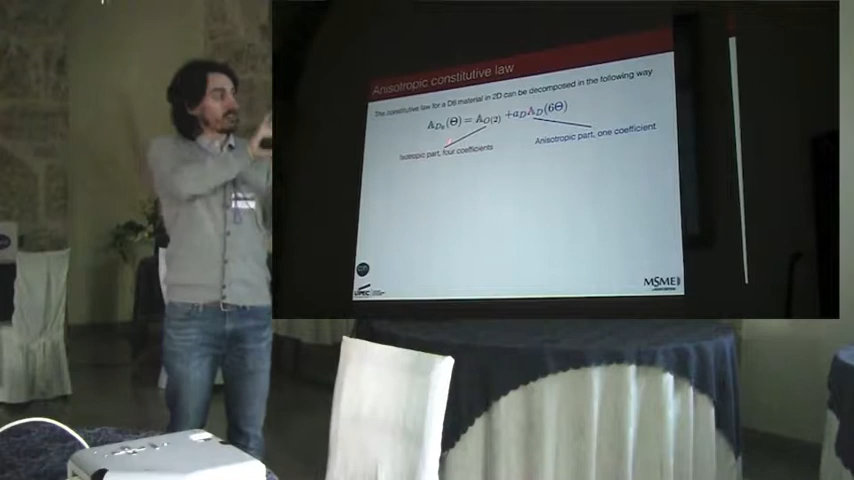 Anisotropic constitutive law
The constitutive law for a D6 material in 2D can be decomposed in the following way
𝔸_{D_6}(Θ) = 𝔸_{O(2)} + a_D 𝔸_D(6Θ)
Isotropic part, four coefficients
Anisotropic part, one coefficient
UPEC
MSME